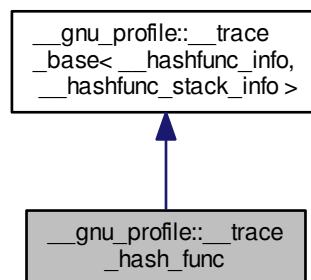 __gnu_profile::__trace
_base< __hashfunc_info,
__hashfunc_stack_info >
__gnu_profile::__trace
_hash_func